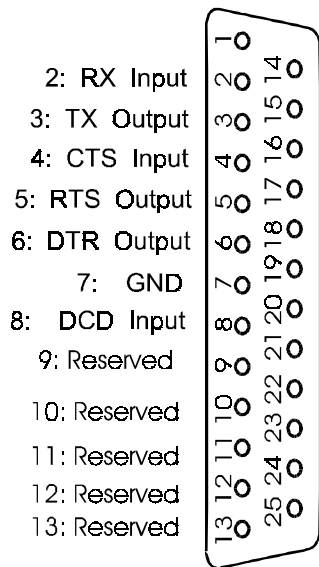 1
14
2: RX Input 2
15
3: TX Output 3
16
4: CTS Input 4
17
5: RTS Output 5
18
6: DTR Output 6
19
7: GND 7
20
8: DCD Input 8
21
9: Reserved 9
22
10: Reserved 10
23
11: Reserved 11
24
12: Reserved 12
25
13: Reserved 13